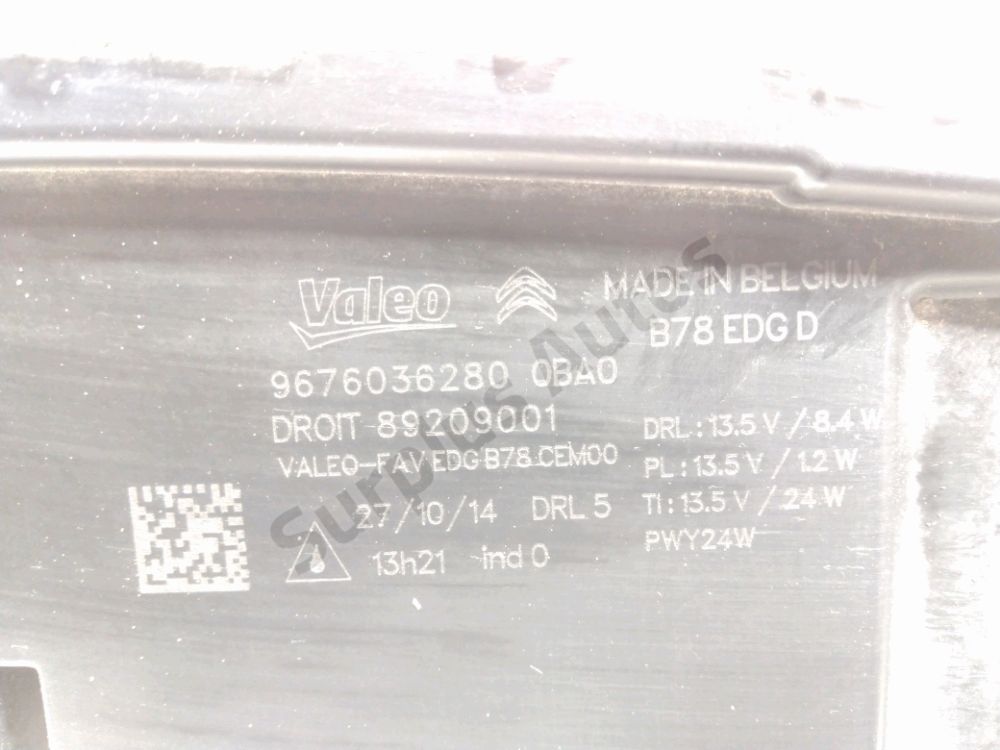 Valeo MADE IN BELGIUM
B78 EDG D
9676036280 0BA0
DROIT 89209001 DRL : 13.5 V / 8.4 W
VALEO-FAV EDG B78 CEM00 PL : 13.5 V / 1.2 W
27/10/14 DRL 5 TI : 13.5 V / 24 W
13h21 ind 0 PWY24W
Surplus Autos